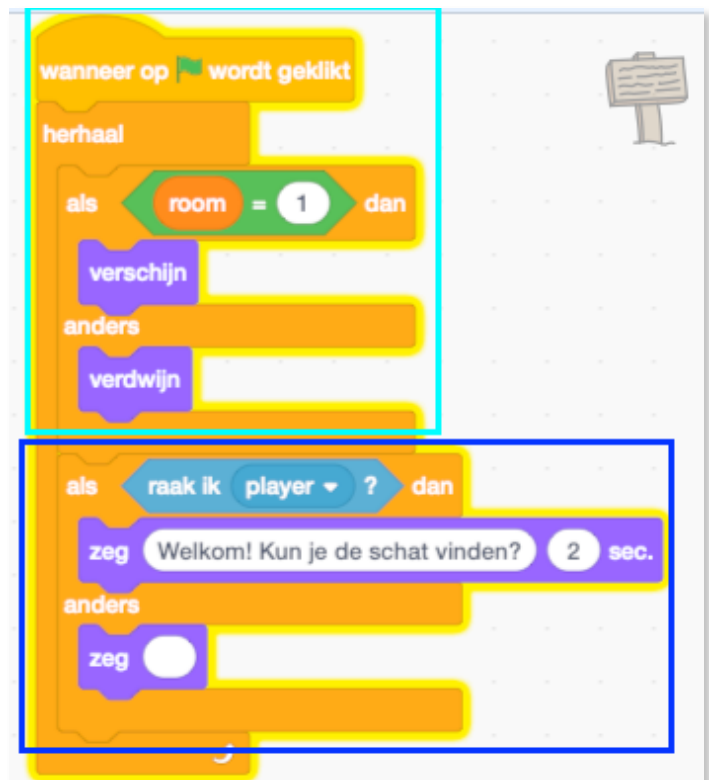 wanneer op wordt geklikt
herhaal
als room = 1 dan
verschijn
anders
verdwijn
als raak ik player ? dan
zeg Welkom! Kun je de schat vinden? 2 sec.
anders
zeg